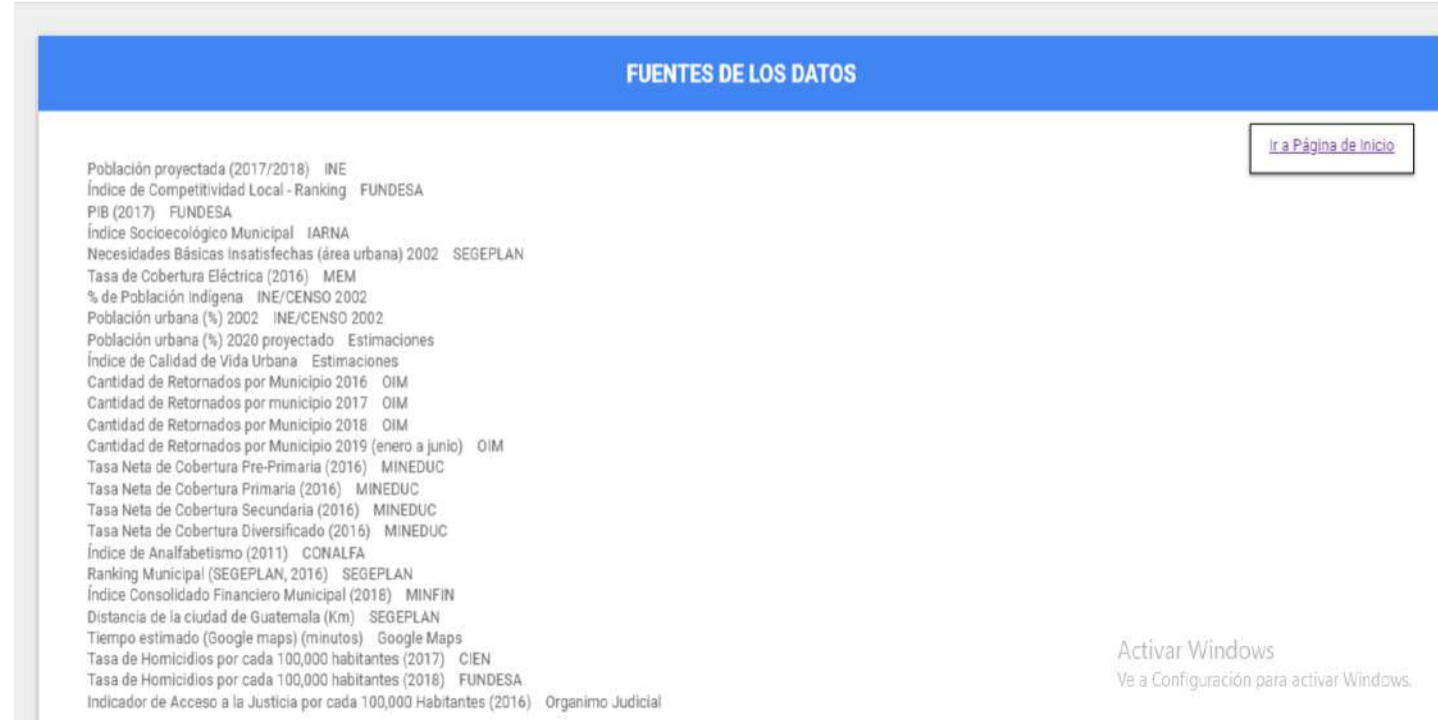 FUENTES DE LOS DATOS
Ir a Página de Inicio
Población proyectada (2017/2018) INE
Índice de Competitividad Local - Ranking FUNDESA
PIB (2017) FUNDESA
Índice Socioecológico Municipal IARNA
Necesidades Básicas Insatisfechas (área urbana) 2002 SEGEPLAN
Tasa de Cobertura Eléctrica (2016) MEM
% de Población Indígena INE/CENSO 2002
Población urbana (%) 2002 INE/CENSO 2002
Población urbana (%) 2020 proyectado Estimaciones
Índice de Calidad de Vida Urbana Estimaciones
Cantidad de Retornados por Municipio 2016 OIM
Cantidad de Retornados por municipio 2017 OIM
Cantidad de Retornados por Municipio 2018 OIM
Cantidad de Retornados por Municipio 2019 (enero a junio) OIM
Tasa Neta de Cobertura Pre-Primaria (2016) MINEDUC
Tasa Neta de Cobertura Primaria (2016) MINEDUC
Tasa Neta de Cobertura Secundaria (2016) MINEDUC
Tasa Neta de Cobertura Diversificado (2016) MINEDUC
Índice de Analfabetismo (2011) CONALFA
Ranking Municipal (SEGEPLAN, 2016) SEGEPLAN
Índice Consolidado Financiero Municipal (2018) MINFIN
Distancia de la ciudad de Guatemala (Km) SEGEPLAN
Tiempo estimado (Google maps) (minutos) Google Maps
Tasa de Homicidios por cada 100,000 habitantes (2017) CIEN
Tasa de Homicidios por cada 100,000 habitantes (2018) FUNDESA
Indicador de Acceso a la Justicia por cada 100,000 Habitantes (2016) Organimo Judicial
Activar Windows
Ve a Configuración para activar Windows.